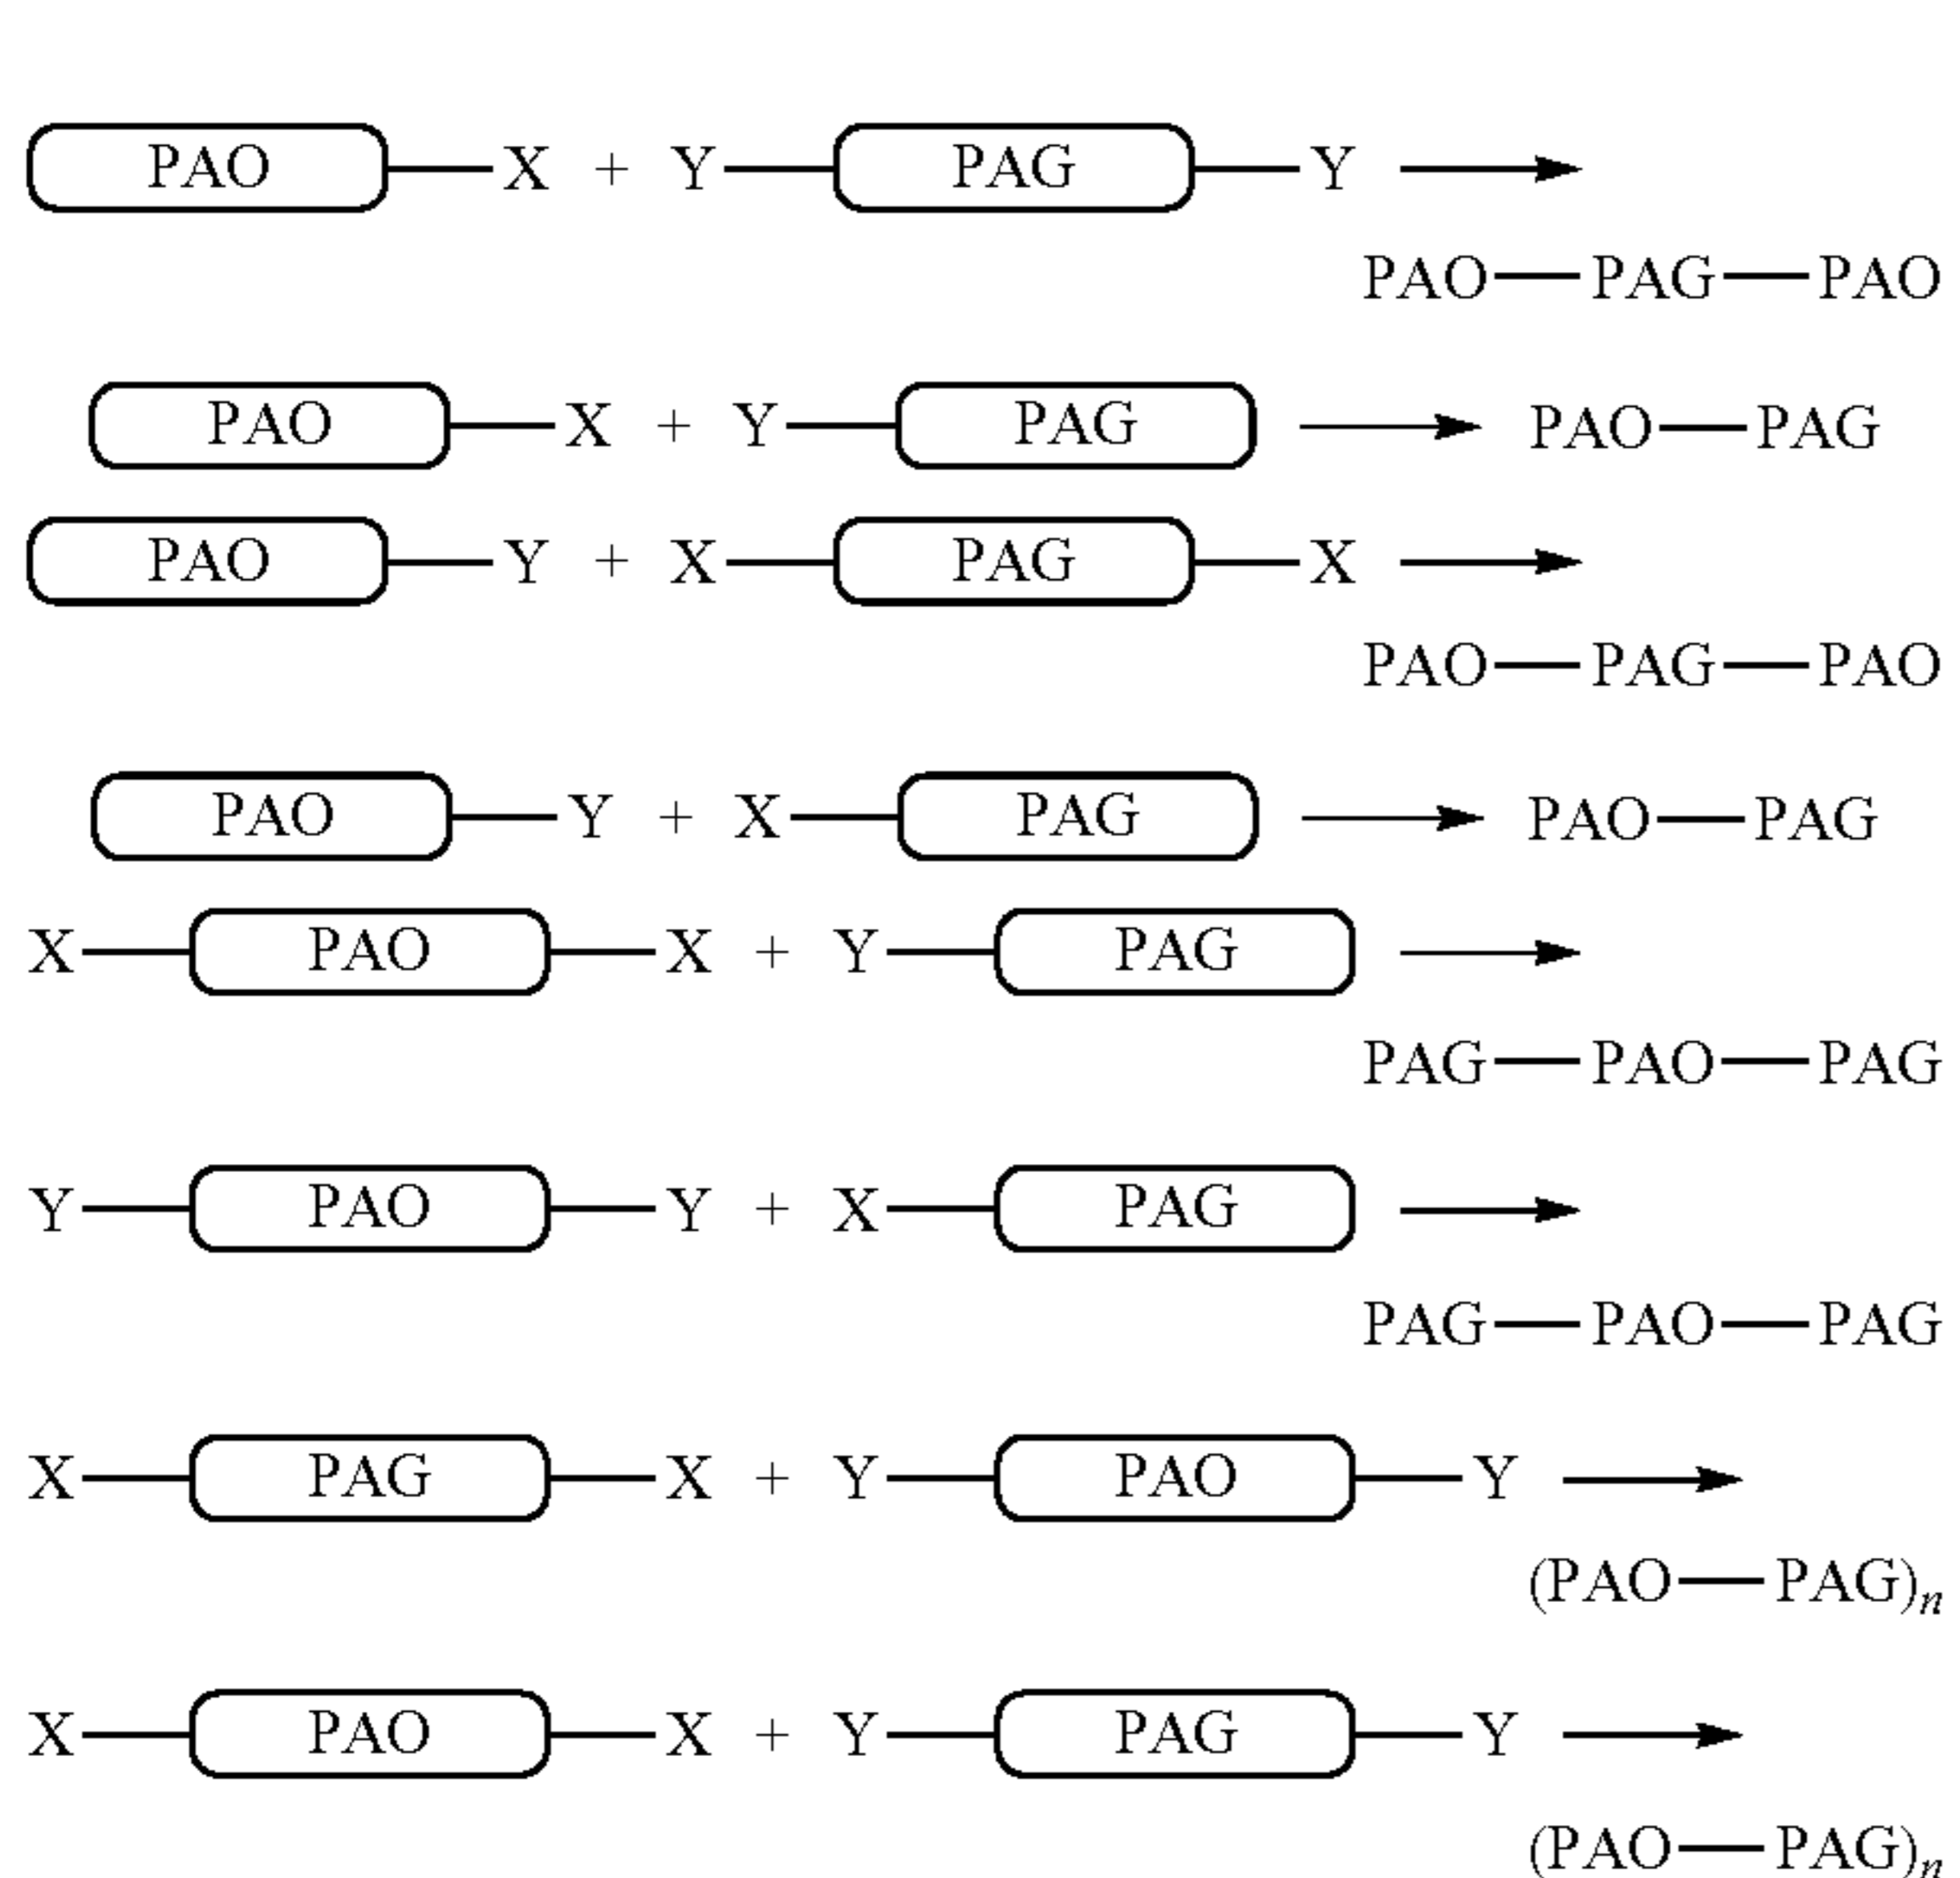 PAO—X + Y—PAG—Y ⟶
PAO—PAG—PAO
PAO—X + Y—PAG ⟶ PAO—PAG
PAO—Y + X—PAG—X ⟶
PAO—PAG—PAO
PAO—Y + X—PAG ⟶ PAO—PAG
X—PAO—X + Y—PAG ⟶
PAG—PAO—PAG
Y—PAO—Y + X—PAG ⟶
PAG—PAO—PAG
X—PAG—X + Y—PAO—Y ⟶
(PAO—PAG)n
X—PAO—X + Y—PAG—Y ⟶
(PAO—PAG)n